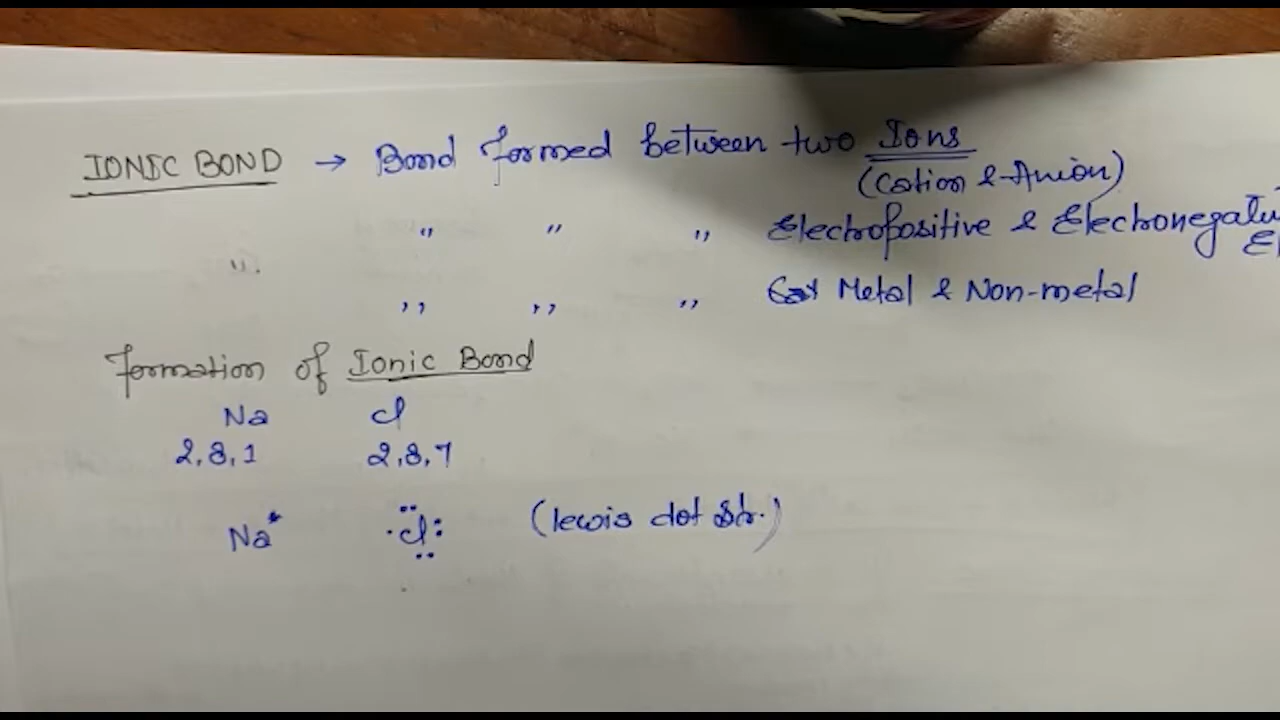 IONIC BOND → Bond formed between two Ions
(Cation & Anion)
" " " Electropositive & Electronegativ
".
" " " Metal & Non-metal
Formation of Ionic Bond
Na Cl
2,8,1 2,8,7
Na Cl (lewis dot str.)